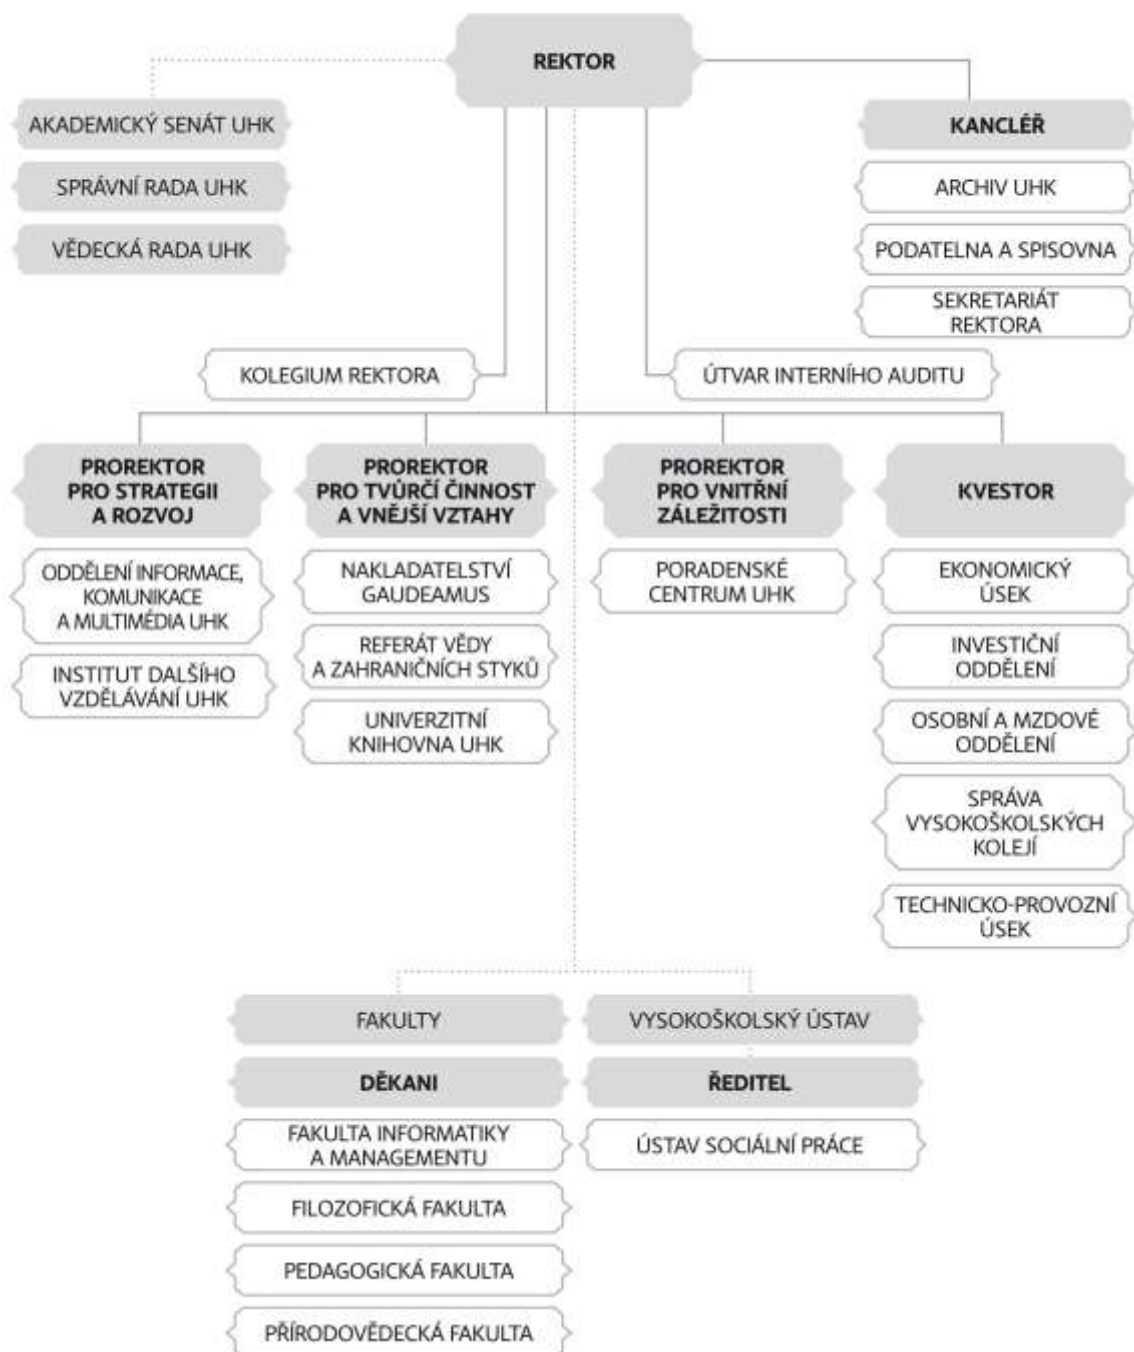 REKTOR
AKADEMICKÝ SENÁT UHK
SPRÁVNÍ RADA UHK
VĚDECKÁ RADA UHK
KANCLÉŘ
ARCHIV UHK
PODATELNA A SPISOVNA
SEKRETARIÁT
REKTORA
KOLEGIUM REKTORA
ÚTVAR INTERNÍHO AUDITU
PROREKTOR
PRO STRATEGII
A ROZVOJ
ODDĚLENÍ INFORMACE,
KOMUNIKACE
A MULTIMÉDIA UHK
INSTITUT DALŠÍHO
VZDĚLÁVÁNÍ UHK
PROREKTOR
PRO TVŮRČÍ ČINNOST
A VNĚJŠÍ VZTAHY
NAKLADATELSTVÍ
GAUDEAMUS
REFERÁT VĚDY
A ZAHRANIČNÍCH STYKŮ
UNIVERZITNÍ
KNIHOVNA UHK
PROREKTOR
PRO VNITŘNÍ
ZÁLEŽITOSTI
PORADENSKÉ
CENTRUM UHK
KVESTOR
EKONOMICKÝ
ÚSEK
INVESTIČNÍ
ODDĚLENÍ
OSOBNÍ A MZDOVÉ
ODDĚLENÍ
SPRÁVA
VYSOKOŠKOLSKÝCH
KOLEJÍ
TECHNICKO-PROVOZNÍ
ÚSEK
FAKULTY
DĚKANI
FAKULTA INFORMATIKY
A MANAGEMENTU
FILOZOFICKÁ FAKULTA
PEDAGOGICKÁ FAKULTA
PŘÍRODOVĚDECKÁ FAKULTA
VYSOKOŠKOLSKÝ ÚSTAV
ŘEDITEL
ÚSTAV SOCIÁLNÍ PRÁCE